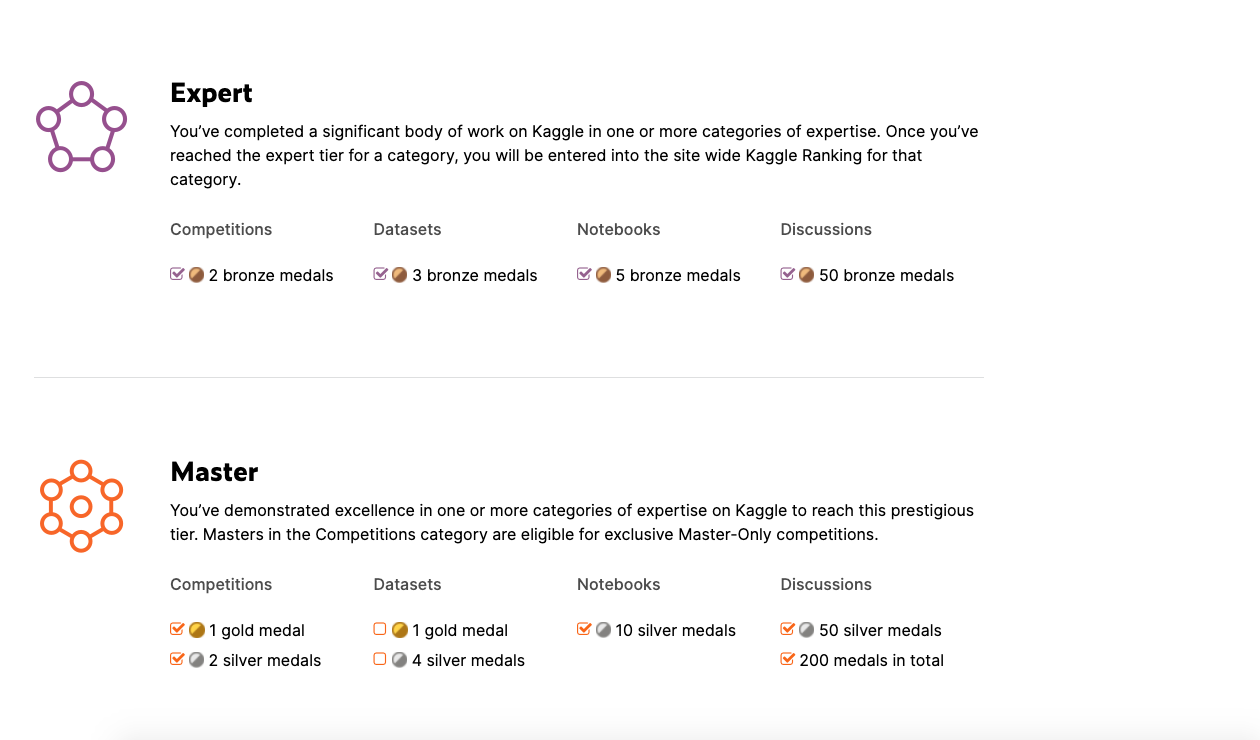 Expert
You’ve completed a significant body of work on Kaggle in one or more categories of expertise. Once you’ve
reached the expert tier for a category, you will be entered into the site wide Kaggle Ranking for that
category.
Competitions Datasets Notebooks Discussions
2 bronze medals 3 bronze medals 5 bronze medals 50 bronze medals
Master
You’ve demonstrated excellence in one or more categories of expertise on Kaggle to reach this prestigious
tier. Masters in the Competitions category are eligible for exclusive Master-Only competitions.
Competitions Datasets Notebooks Discussions
1 gold medal 1 gold medal 10 silver medals 50 silver medals
2 silver medals 4 silver medals 200 medals in total